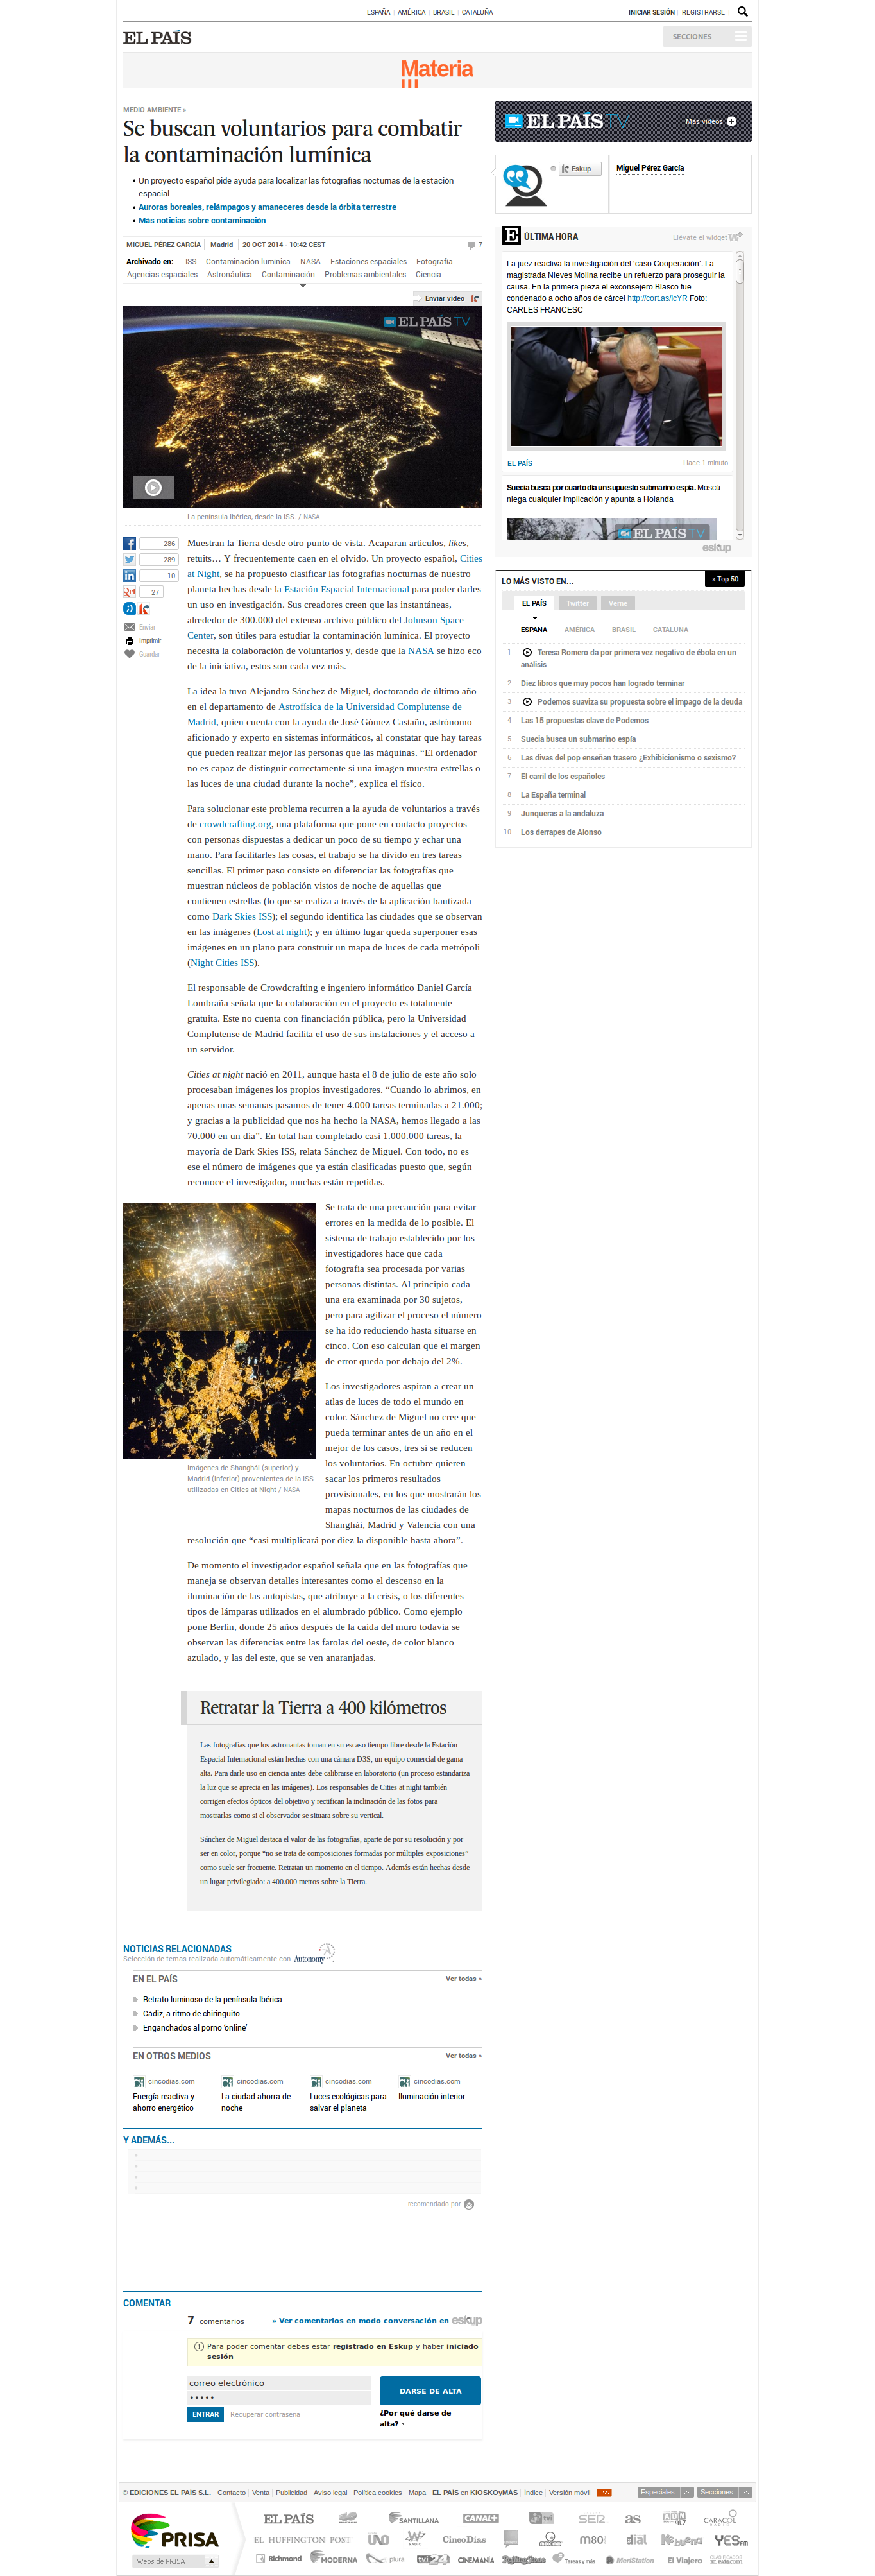 ESPAÑA AMÉRICA BRASIL CATALUÑA
INICIAR SESIÓN REGISTRARSE
EL PAÍS
SECCIONES
Materia
MEDIO AMBIENTE »
Se buscan voluntarios para combatir
la contaminación lumínica
• Un proyecto español pide ayuda para localizar las fotografías nocturnas de la estación
espacial
• Auroras boreales, relámpagos y amaneceres desde la órbita terrestre
• Más noticias sobre contaminación
MIGUEL PÉREZ GARCÍA Madrid 20 OCT 2014 - 10:42 CEST
7
Archivado en: ISS Contaminación lumínica NASA Estaciones espaciales Fotografía
Agencias espaciales Astronáutica Contaminación Problemas ambientales Ciencia
Enviar vídeo
EL PAÍS TV
La península Ibérica, desde la ISS. / NASA
286
289
10
27
Enviar
Imprimir
Guardar
Muestran la Tierra desde otro punto de vista. Acaparan artículos, likes,
retuits… Y frecuentemente caen en el olvido. Un proyecto español, Cities
at Night, se ha propuesto clasificar las fotografías nocturnas de nuestro
planeta hechas desde la Estación Espacial Internacional para poder darles
un uso en investigación. Sus creadores creen que las instantáneas,
alrededor de 300.000 del extenso archivo público del Johnson Space
Center, son útiles para estudiar la contaminación lumínica. El proyecto
necesita la colaboración de voluntarios y, desde que la NASA se hizo eco
de la iniciativa, estos son cada vez más.
La idea la tuvo Alejandro Sánchez de Miguel, doctorando de último año
en el departamento de Astrofísica de la Universidad Complutense de
Madrid, quien cuenta con la ayuda de José Gómez Castaño, astrónomo
aficionado y experto en sistemas informáticos, al constatar que hay tareas
que pueden realizar mejor las personas que las máquinas. “El ordenador
no es capaz de distinguir correctamente si una imagen muestra estrellas o
las luces de una ciudad durante la noche”, explica el físico.
Para solucionar este problema recurren a la ayuda de voluntarios a través
de crowdcrafting.org, una plataforma que pone en contacto proyectos
con personas dispuestas a dedicar un poco de su tiempo y echar una
mano. Para facilitarles las cosas, el trabajo se ha divido en tres tareas
sencillas. El primer paso consiste en diferenciar las fotografías que
muestran núcleos de población vistos de noche de aquellas que
contienen estrellas (lo que se realiza a través de la aplicación bautizada
como Dark Skies ISS); el segundo identifica las ciudades que se observan
en las imágenes (Lost at night); y en último lugar queda superponer esas
imágenes en un plano para construir un mapa de luces de cada metrópoli
(Night Cities ISS).
El responsable de Crowdcrafting e ingeniero informático Daniel García
Lombraña señala que la colaboración en el proyecto es totalmente
gratuita. Este no cuenta con financiación pública, pero la Universidad
Complutense de Madrid facilita el uso de sus instalaciones y el acceso a
un servidor.
Cities at night nació en 2011, aunque hasta el 8 de julio de este año solo
procesaban imágenes los propios investigadores. “Cuando lo abrimos, en
apenas unas semanas pasamos de tener 4.000 tareas terminadas a 21.000;
y gracias a la publicidad que nos ha hecho la NASA, hemos llegado a las
70.000 en un día”. En total han completado casi 1.000.000 tareas, la
mayoría de Dark Skies ISS, relata Sánchez de Miguel. Con todo, no es
ese el número de imágenes que ya están clasificadas puesto que, según
reconoce el investigador, muchas están repetidas.
Se trata de una precaución para evitar
errores en la medida de lo posible. El
sistema de trabajo establecido por los
investigadores hace que cada
fotografía sea procesada por varias
personas distintas. Al principio cada
una era examinada por 30 sujetos,
pero para agilizar el proceso el número
se ha ido reduciendo hasta situarse en
cinco. Con eso calculan que el margen
de error queda por debajo del 2%.
Los investigadores aspiran a crear un
atlas de luces de todo el mundo en
color. Sánchez de Miguel no cree que
pueda terminar antes de un año en el
mejor de los casos, tres si se reducen
los voluntarios. En octubre quieren
sacar los primeros resultados
provisionales, en los que mostrarán los
mapas nocturnos de las ciudades de
Shanghái, Madrid y Valencia con una
resolución que “casi multiplicará por diez la disponible hasta ahora”.
Imágenes de Shanghái (superior) y
Madrid (inferior) provenientes de la ISS
utilizadas en Cities at Night / NASA
De momento el investigador español señala que en las fotografías que
maneja se observan detalles interesantes como el descenso en la
iluminación de las autopistas, que atribuye a la crisis, o los diferentes
tipos de lámparas utilizados en el alumbrado público. Como ejemplo
pone Berlín, donde 25 años después de la caída del muro todavía se
observan las diferencias entre las farolas del oeste, de color blanco
azulado, y las del este, que se ven anaranjadas.
Retratar la Tierra a 400 kilómetros
Las fotografías que los astronautas toman en su escaso tiempo libre desde la Estación
Espacial Internacional están hechas con una cámara D3S, un equipo comercial de gama
alta. Para darle uso en ciencia antes debe calibrarse en laboratorio (un proceso estandariza
la luz que se aprecia en las imágenes). Los responsables de Cities at night también
corrigen efectos ópticos del objetivo y rectifican la inclinación de las fotos para
mostrarlas como si el observador se situara sobre su vertical.
Sánchez de Miguel destaca el valor de las fotografías, aparte de por su resolución y por
ser en color, porque “no se trata de composiciones formadas por múltiples exposiciones”
como suele ser frecuente. Retratan un momento en el tiempo. Además están hechas desde
un lugar privilegiado: a 400.000 metros sobre la Tierra.
NOTICIAS RELACIONADAS
Selección de temas realizada automáticamente con Autonomy
EN EL PAÍS
Ver todas »
Retrato luminoso de la península Ibérica
Cádiz, a ritmo de chiringuito
Enganchados al porno ‘online’
EN OTROS MEDIOS
Ver todas »
cincodias.com cincodias.com cincodias.com cincodias.com
Energía reactiva y La ciudad ahorra de Luces ecológicas para Iluminación interior
ahorro energético noche salvar el planeta
Y ADEMÁS...
recomendado por
COMENTAR
7 comentarios
» Ver comentarios en modo conversación en eskup
Para poder comentar debes estar registrado en Eskup y haber iniciado
sesión
correo electrónico
•••••
DARSE DE ALTA
ENTRAR Recuperar contraseña
¿Por qué darse de
alta?
EL PAÍS TV
Más vídeos
Eskup
Miguel Pérez García
E ÚLTIMA HORA
Llévate el widget
La juez reactiva la investigación del ‘caso Cooperación’. La
magistrada Nieves Molina recibe un refuerzo para proseguir la
causa. En la primera pieza el exconsejero Blasco fue
condenado a ocho años de cárcel http://cort.as/IcYR Foto:
CARLES FRANCESC
EL PAÍS
Hace 1 minuto
Suecia busca por cuarto día un supuesto submarino espía. Moscú
niega cualquier implicación y apunta a Holanda
EL PAÍS TV
eskup
LO MÁS VISTO EN...
» Top 50
EL PAÍS Twitter Verne
ESPAÑA AMÉRICA BRASIL CATALUÑA
1 Teresa Romero da por primera vez negativo de ébola en un
análisis
2 Diez libros que muy pocos han logrado terminar
3 Podemos suaviza su propuesta sobre el impago de la deuda
4 Las 15 propuestas clave de Podemos
5 Suecia busca un submarino espía
6 Las divas del pop enseñan trasero ¿Exhibicionismo o sexismo?
7 El carril de los españoles
8 La España terminal
9 Junqueras a la andaluza
10 Los derrapes de Alonso
© EDICIONES EL PAÍS S.L. Contacto Venta Publicidad Aviso legal Política cookies Mapa EL PAÍS en KIOSKOyMÁS Índice Versión móvil RSS
Especiales
Secciones
PRISA
Webs de PRISA
EL PAÍS SANTILLANA CANAL+ SER as ADN CARACOL
EL HUFFINGTON POST UNO CincoDías M80 dial kebuena YES FM
Richmond MODERNA plural CINEMANÍA RollingStone Tareasymás MeriStation El Viajero